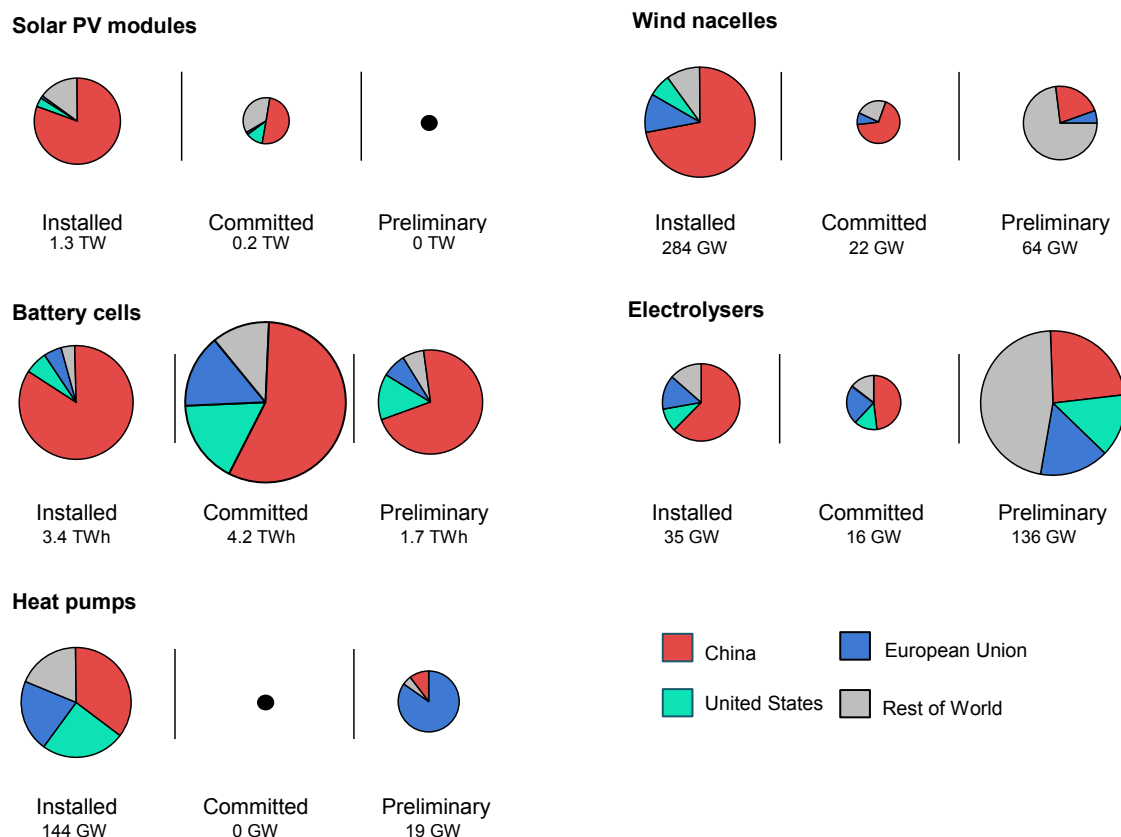 Solar PV modules
Installed
1.3 TW
Committed
0.2 TW
Preliminary
0 TW
Wind nacelles
Installed
284 GW
Committed
22 GW
Preliminary
64 GW
Battery cells
Installed
3.4 TWh
Committed
4.2 TWh
Preliminary
1.7 TWh
Electrolysers
Installed
35 GW
Committed
16 GW
Preliminary
136 GW
Heat pumps
Installed
144 GW
Committed
0 GW
Preliminary
19 GW
China
European Union
United States
Rest of World